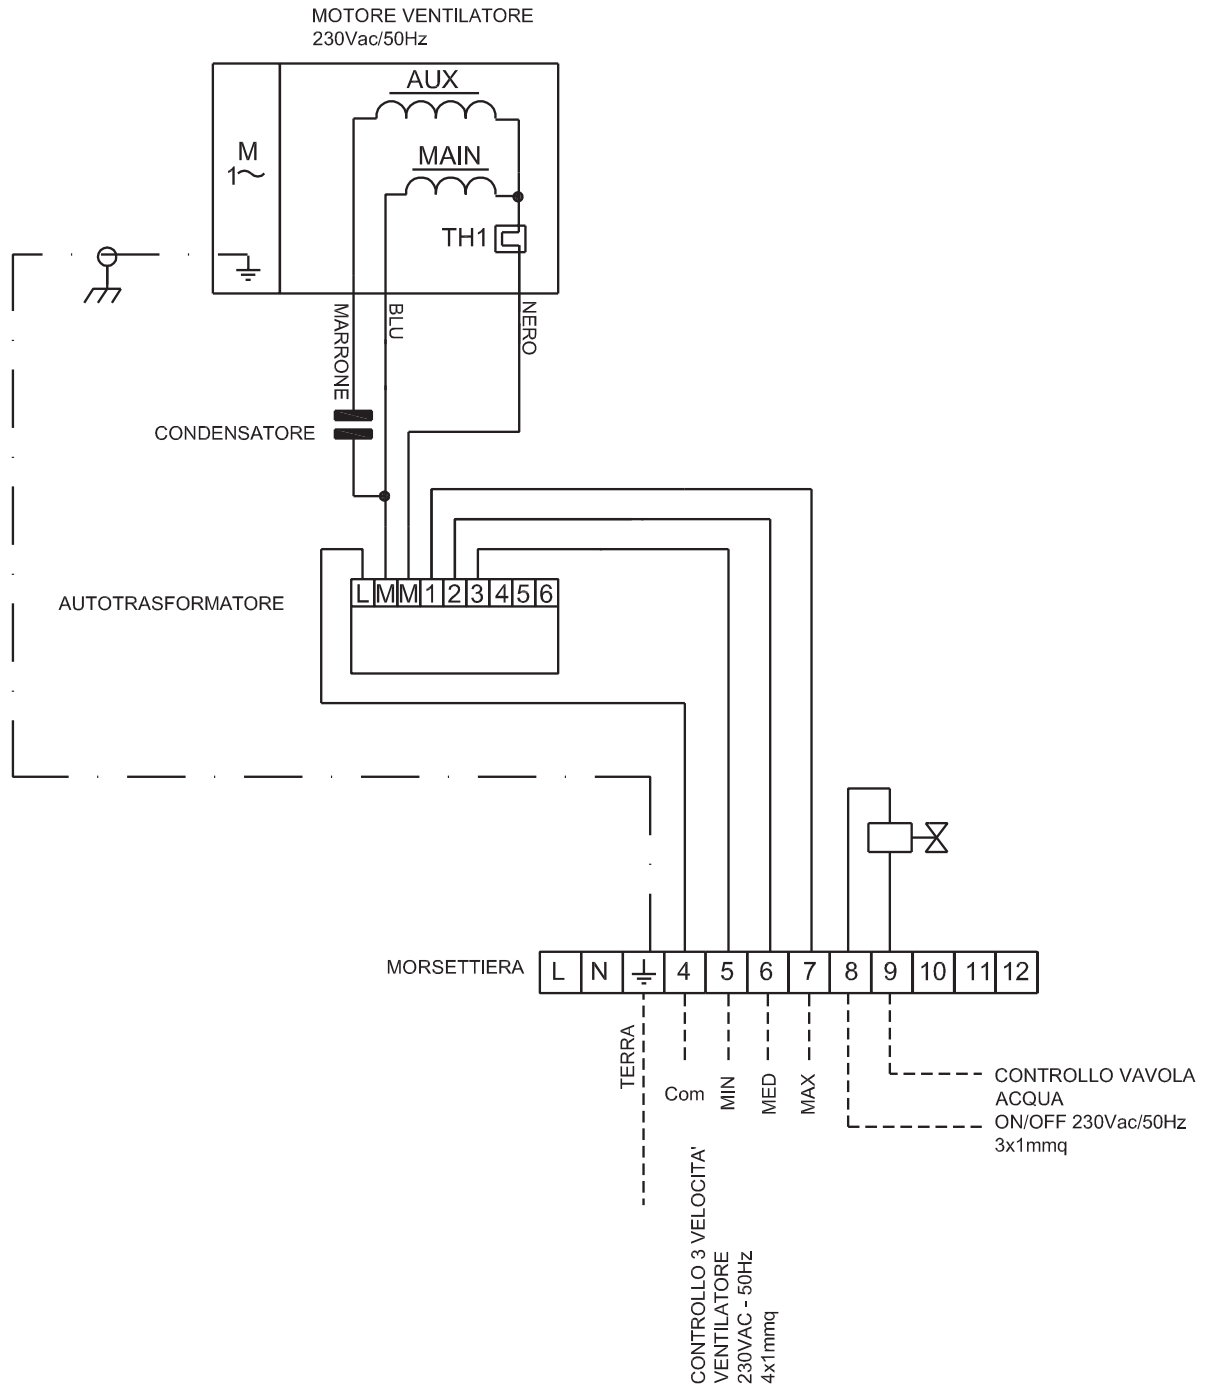 MOTORE VENTILATORE
230Vac/50Hz
AUX
M
1~
MAIN
TH1
MARRONE
BLU
NERO
CONDENSATORE
AUTOTRASFORMATORE
L M M 1 2 3 4 5 6
MORSETTIERA
L N 4 5 6 7 8 9 10 11 12
TERRA
Com
MIN
MED
MAX
CONTROLLO VAVOLA
ACQUA
ON/OFF 230Vac/50Hz
3x1mmq
CONTROLLO 3 VELOCITA'
VENTILATORE
230VAC - 50Hz
4x1mmq